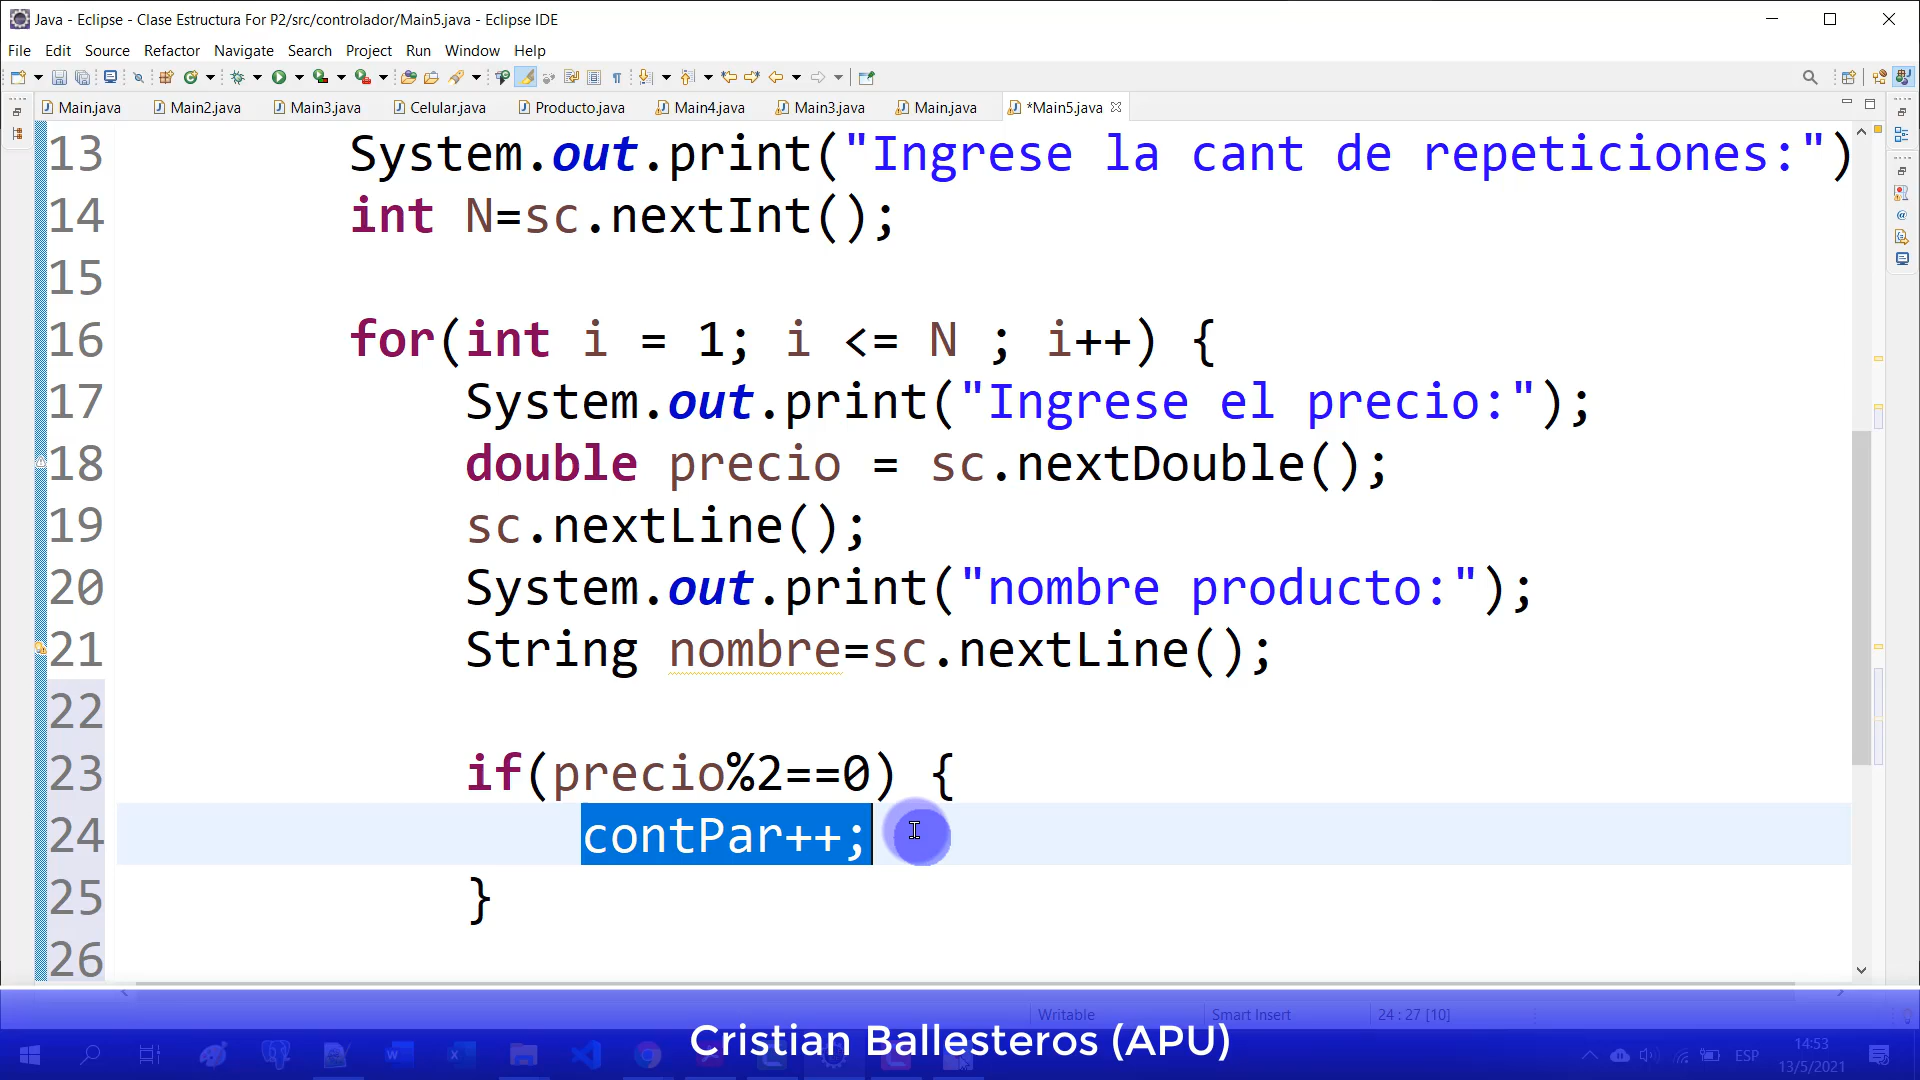 Java - Eclipse - Clase Estructura For P2/src/controlador/Main5.java - Eclipse IDE
File Edit Source Refactor Navigate Search Project Run Window Help
Main.java Main2.java Main3.java Celular.java Producto.java Main4.java Main3.java Main.java *Main5.java
13 System.out.print("Ingrese la cant de repeticiones:")
14 int N=sc.nextInt();
15
16 for(int i = 1; i <= N ; i++) {
17 System.out.print("Ingrese el precio:");
18 double precio = sc.nextDouble();
19 sc.nextLine();
20 System.out.print("nombre producto:");
21 String nombre=sc.nextLine();
22
23 if(precio%2==0) {
24 contPar++;
25 }
26
Writable Smart Insert 24 : 27 [10]
Cristian Ballesteros (APU)
ESP
14:53
13/5/2021